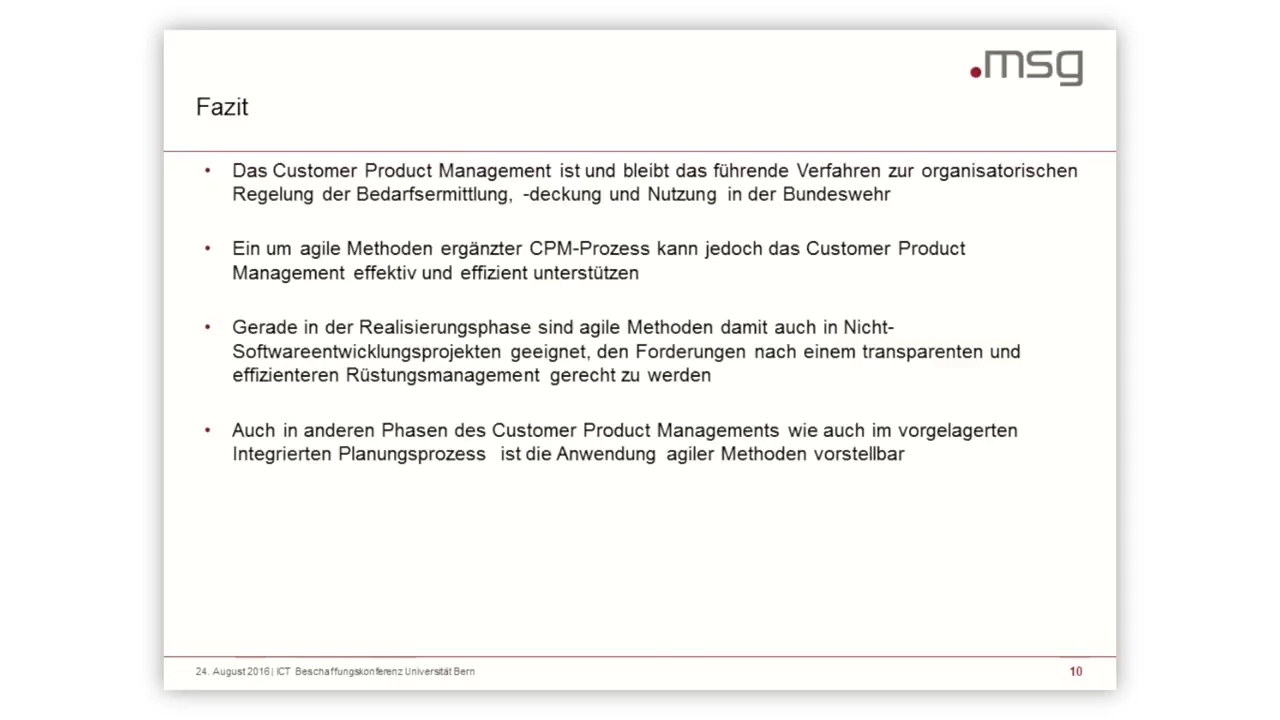 .msg
Fazit
• Das Customer Product Management ist und bleibt das führende Verfahren zur organisatorischen
Regelung der Bedarfsermittlung, -deckung und Nutzung in der Bundeswehr
• Ein um agile Methoden ergänzter CPM-Prozess kann jedoch das Customer Product
Management effektiv und effizient unterstützen
• Gerade in der Realisierungsphase sind agile Methoden damit auch in Nicht-
Softwareentwicklungsprojekten geeignet, den Forderungen nach einem transparenten und
effizienteren Rüstungsmanagement gerecht zu werden
• Auch in anderen Phasen des Customer Product Managements wie auch im vorgelagerten
Integrierten Planungsprozess ist die Anwendung agiler Methoden vorstellbar
24. August 2016 | ICT Beschaffungskonferenz Universität Bern
10